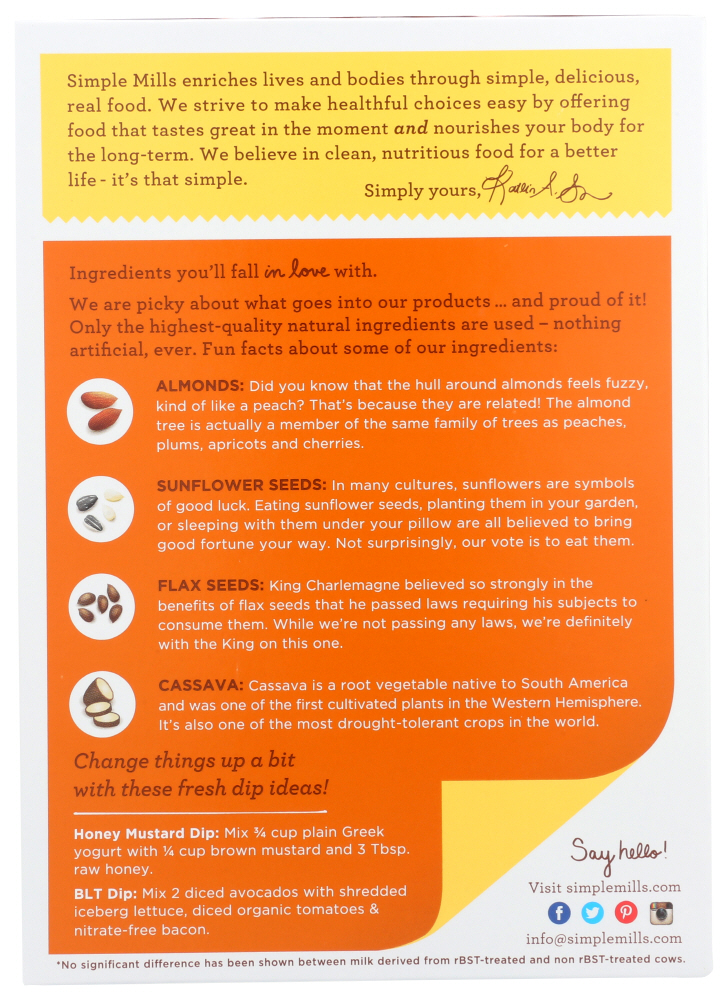 Simple Mills enriches lives and bodies through simple, delicious,
real food. We strive to make healthful choices easy by offering
food that tastes great in the moment and nourishes your body for
the long-term. We believe in clean, nutritious food for a better
life - it's that simple.
Simply yours,
Ingredients you'll fall in love with.
We are picky about what goes into our products ... and proud of it!
Only the highest-quality natural ingredients are used – nothing
artificial, ever. Fun facts about some of our ingredients:
ALMONDS: Did you know that the hull around almonds feels fuzzy,
kind of like a peach? That's because they are related! The almond
tree is actually a member of the same family of trees as peaches,
plums, apricots and cherries.
SUNFLOWER SEEDS: In many cultures, sunflowers are symbols
of good luck. Eating sunflower seeds, planting them in your garden,
or sleeping with them under your pillow are all believed to bring
good fortune your way. Not surprisingly, our vote is to eat them.
FLAX SEEDS: King Charlemagne believed so strongly in the
benefits of flax seeds that he passed laws requiring his subjects to
consume them. While we're not passing any laws, we're definitely
with the King on this one.
CASSAVA: Cassava is a root vegetable native to South America
and was one of the first cultivated plants in the Western Hemisphere.
It's also one of the most drought-tolerant crops in the world.
Change things up a bit
with these fresh dip ideas!
Honey Mustard Dip: Mix ¾ cup plain Greek
yogurt with ¼ cup brown mustard and 3 Tbsp.
raw honey.
BLT Dip: Mix 2 diced avocados with shredded
iceberg lettuce, diced organic tomatoes &
nitrate-free bacon.
Say hello!
Visit simplemills.com
info@simplemills.com
*No significant difference has been shown between milk derived from rBST-treated and non rBST-treated cows.